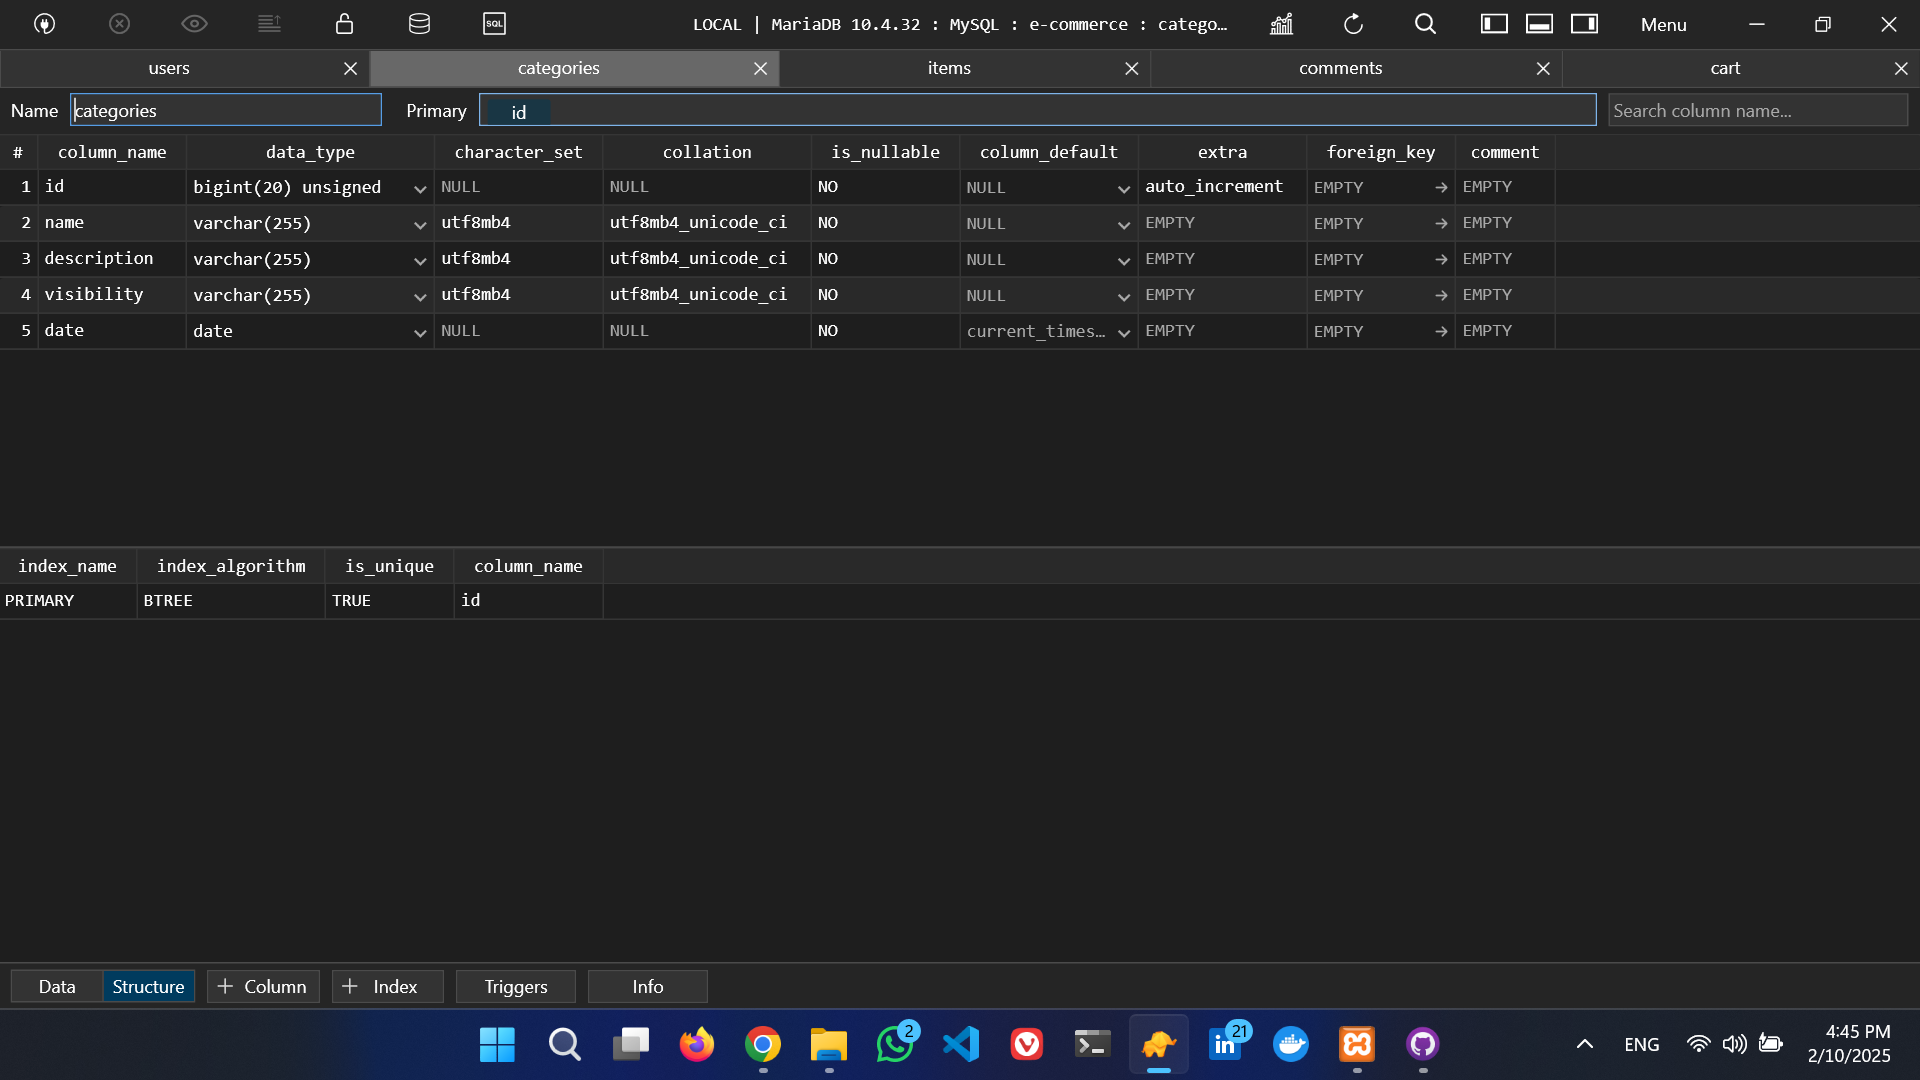 SQL LOCAL | MariaDB 10.4.32 : MySQL : e-commerce : catego... Menu
users categories items comments cart
Name categories Primary id Search column name...
# column_name data_type character_set collation is_nullable column_default extra foreign_key comment
1 id bigint(20) unsigned NULL NULL NO NULL auto_increment EMPTY EMPTY
2 name varchar(255) utf8mb4 utf8mb4_unicode_ci NO NULL EMPTY EMPTY EMPTY
3 description varchar(255) utf8mb4 utf8mb4_unicode_ci NO NULL EMPTY EMPTY EMPTY
4 visibility varchar(255) utf8mb4 utf8mb4_unicode_ci NO NULL EMPTY EMPTY EMPTY
5 date date NULL NULL NO current_times... EMPTY EMPTY EMPTY
index_name index_algorithm is_unique column_name
PRIMARY BTREE TRUE id
Data Structure + Column + Index Triggers Info
2 in 21 ENG 4:45 PM
2/10/2025